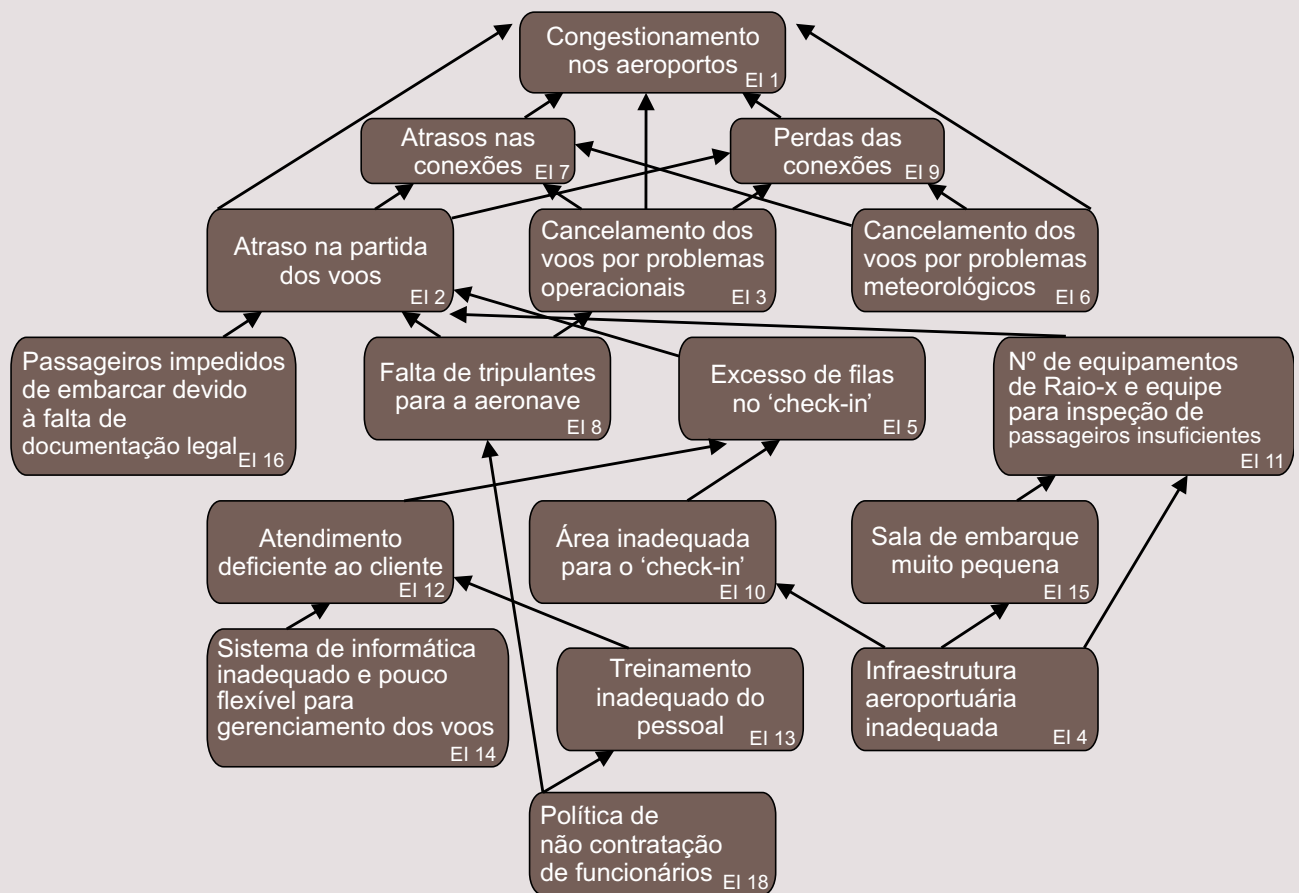 Congestionamento
nos aeroportos
EI 1
Atrasos nas
conexões
EI 7
Perdas das
conexões
EI 9
Atraso na partida
dos voos
EI 2
Cancelamento dos
voos por problemas
operacionais
EI 3
Cancelamento dos
voos por problemas
meteorológicos
EI 6
Passageiros impedidos
de embarcar devido
à falta de
documentação legal
EI 16
Falta de tripulantes
para a aeronave
EI 8
Excesso de filas
no ‘check-in’
EI 5
Nº de equipamentos
de Raio-x e equipe
para inspeção de
passageiros insuficientes
EI 11
Atendimento
deficiente ao cliente
EI 12
Área inadequada
para o ‘check-in’
EI 10
Sala de embarque
muito pequena
EI 15
Sistema de informática
inadequado e pouco
flexível para
gerenciamento dos voos
EI 14
Treinamento
inadequado do
pessoal
EI 13
Infraestrutura
aeroportuária
inadequada
EI 4
Política de
não contratação
de funcionários
EI 18